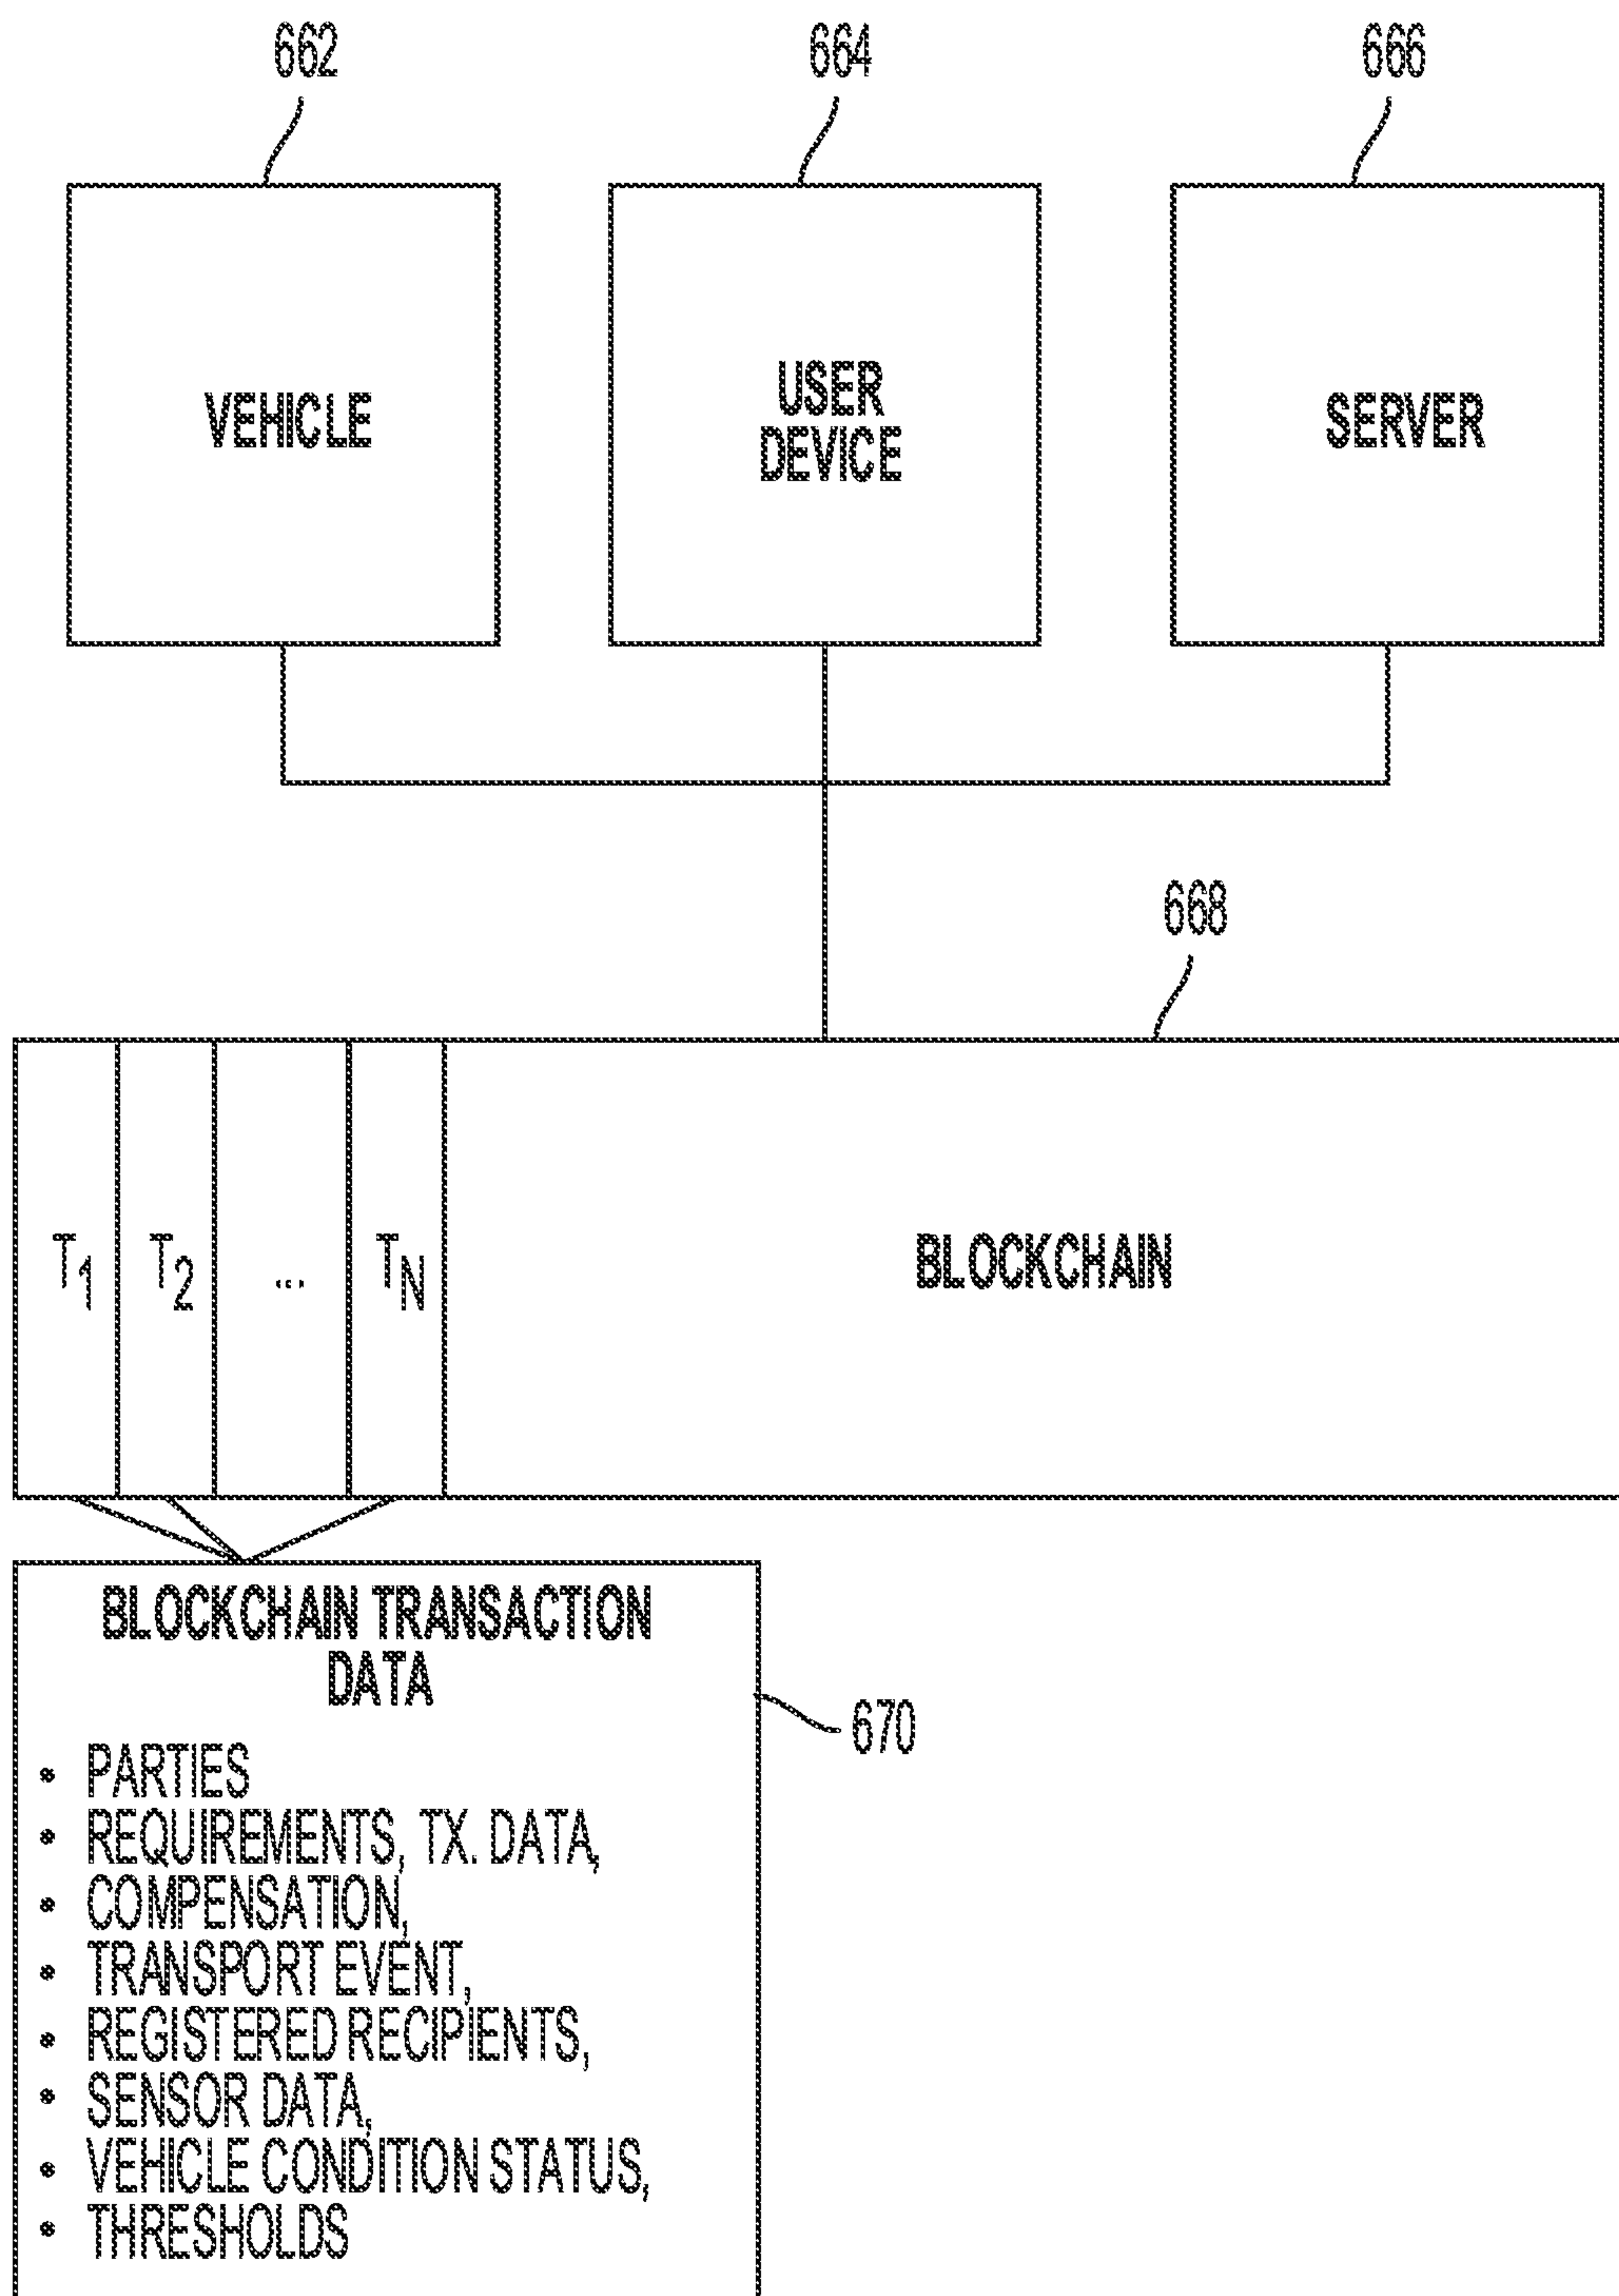 662
664
666
VEHICLE
USER
DEVICE
SERVER
668
T1
T2
...
TN
BLOCKCHAIN
BLOCKCHAIN TRANSACTION
DATA
670
• PARTIES
• REQUIREMENTS, TX. DATA,
• COMPENSATION,
• TRANSPORT EVENT,
• REGISTERED RECIPIENTS,
• SENSOR DATA,
• VEHICLE CONDITION STATUS,
• THRESHOLDS